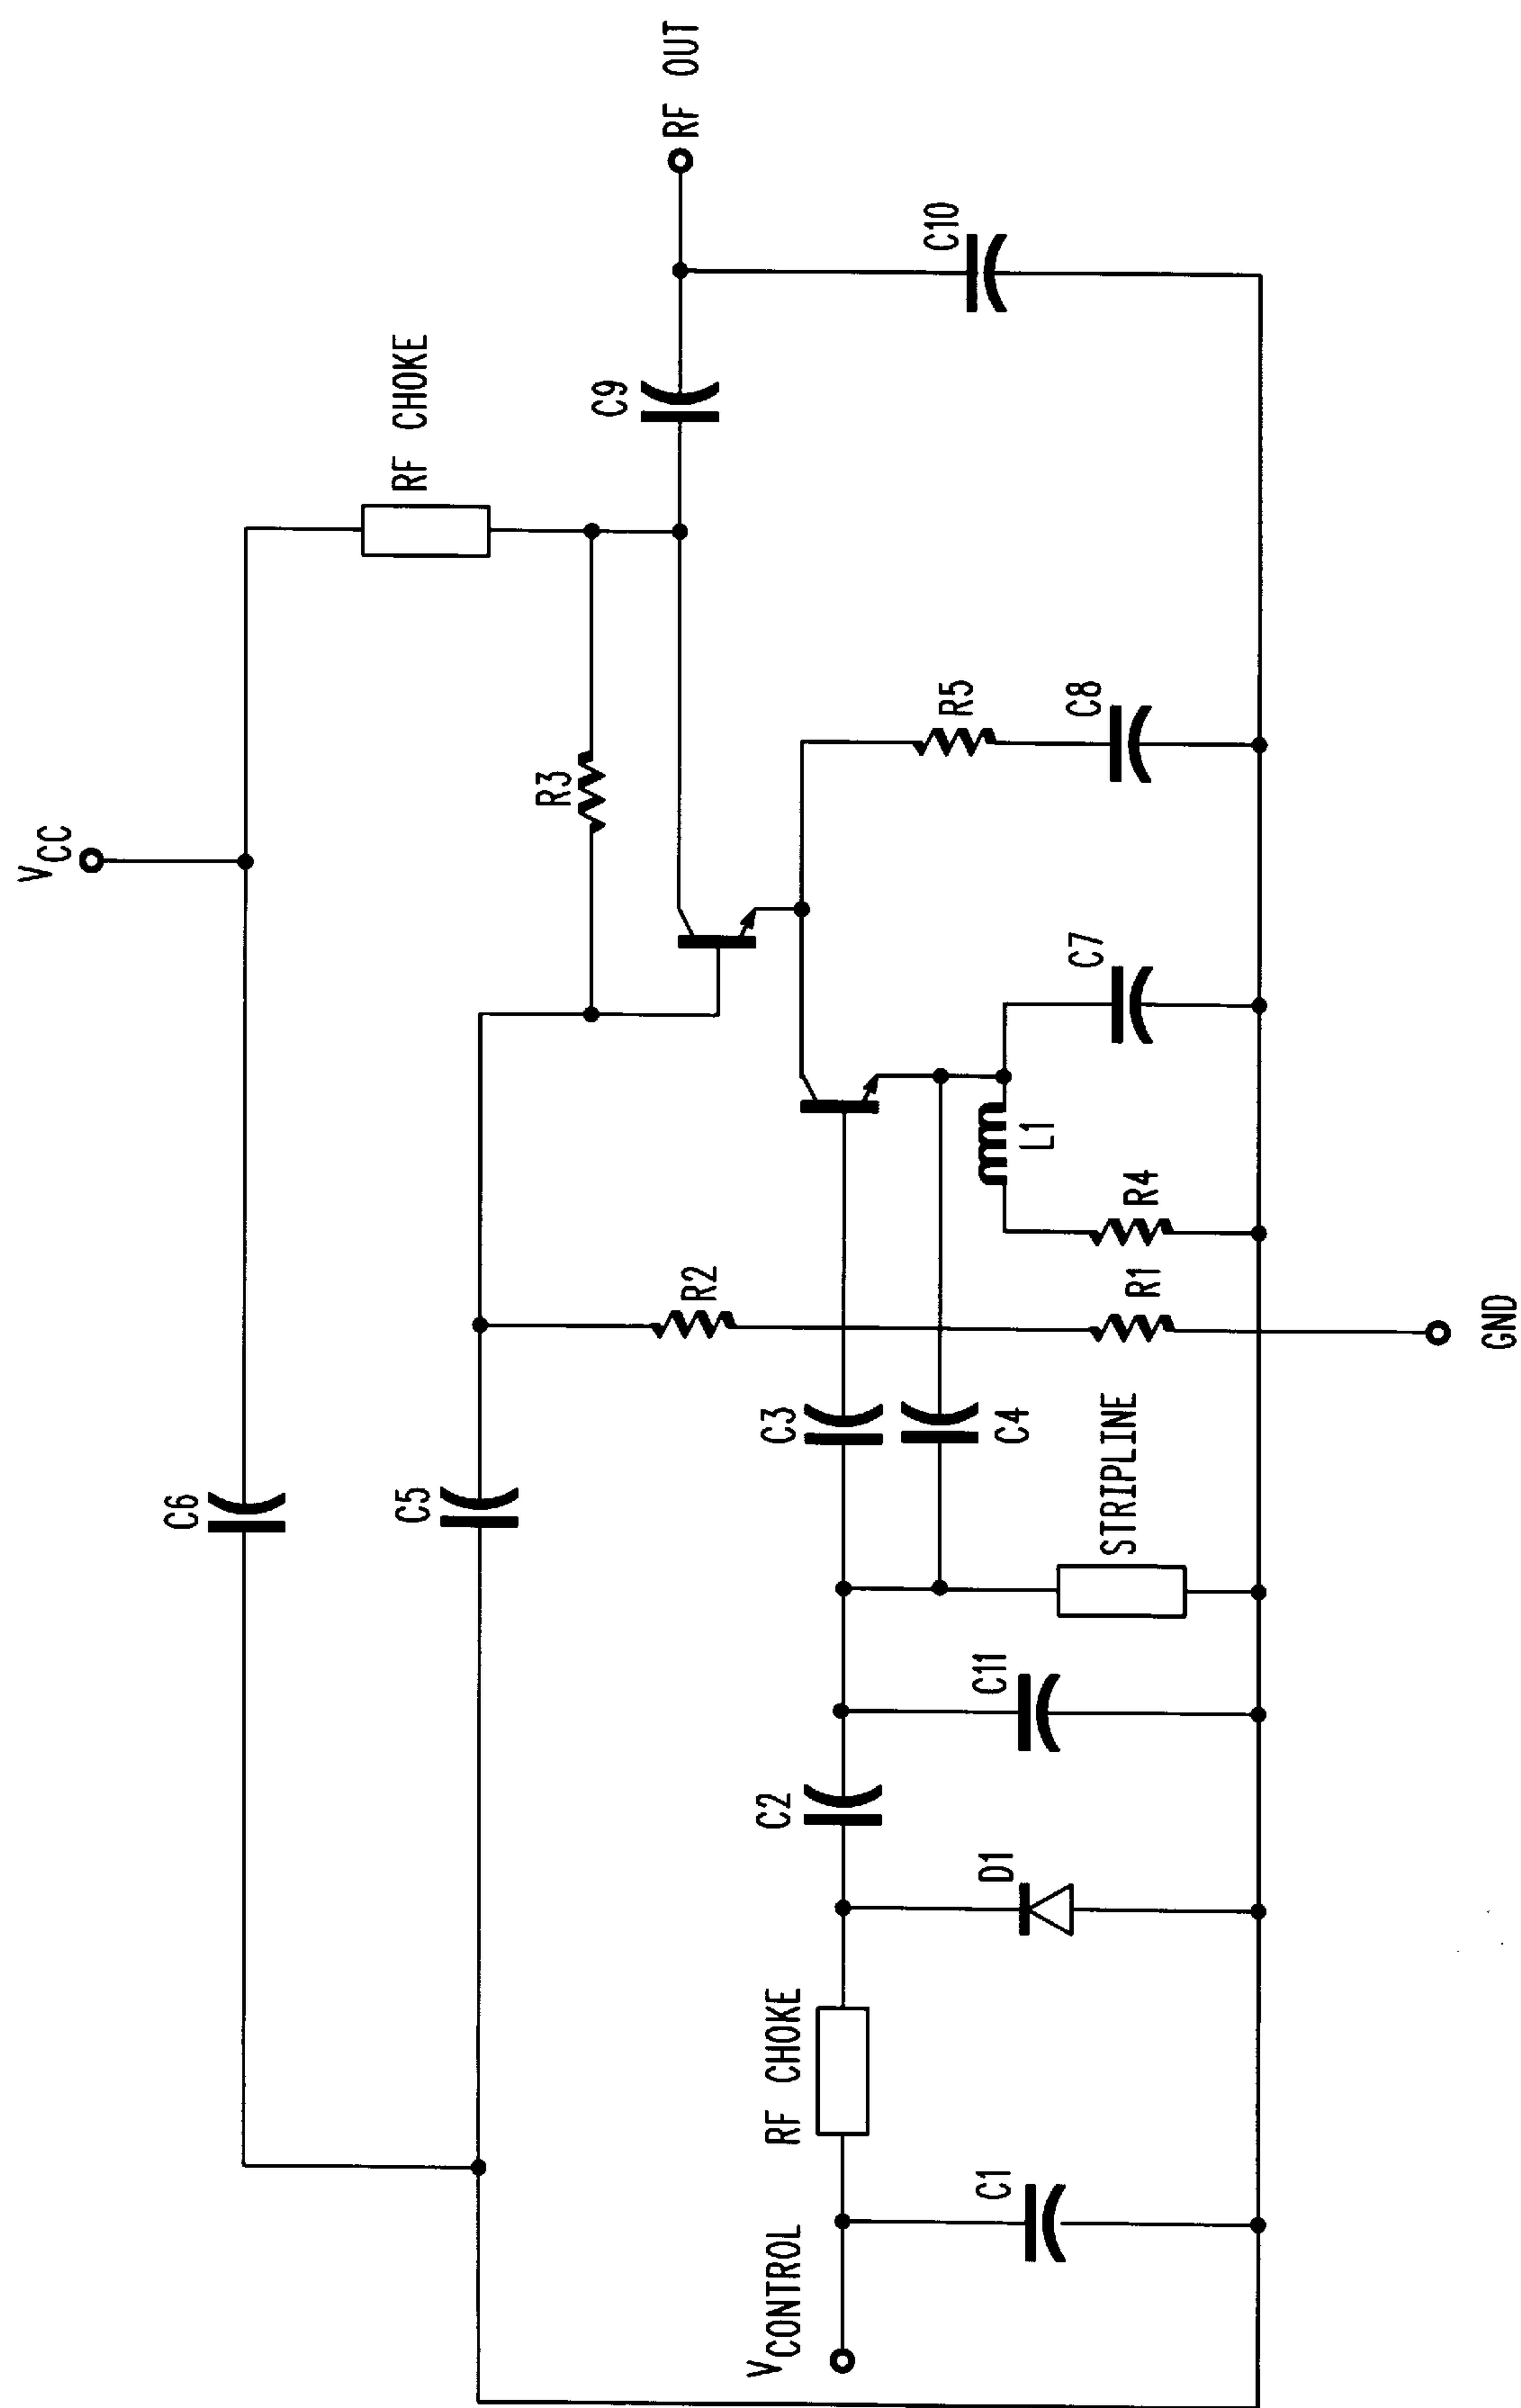 VCC
RF CHOKE
RF OUT
C6
C5
R3
C9
C10
R2
C3
C4
R5
C8
C7
L1
R4
R1
STRIPLINE
C11
C2
D1
RF CHOKE
C1
VCONTROL
GND